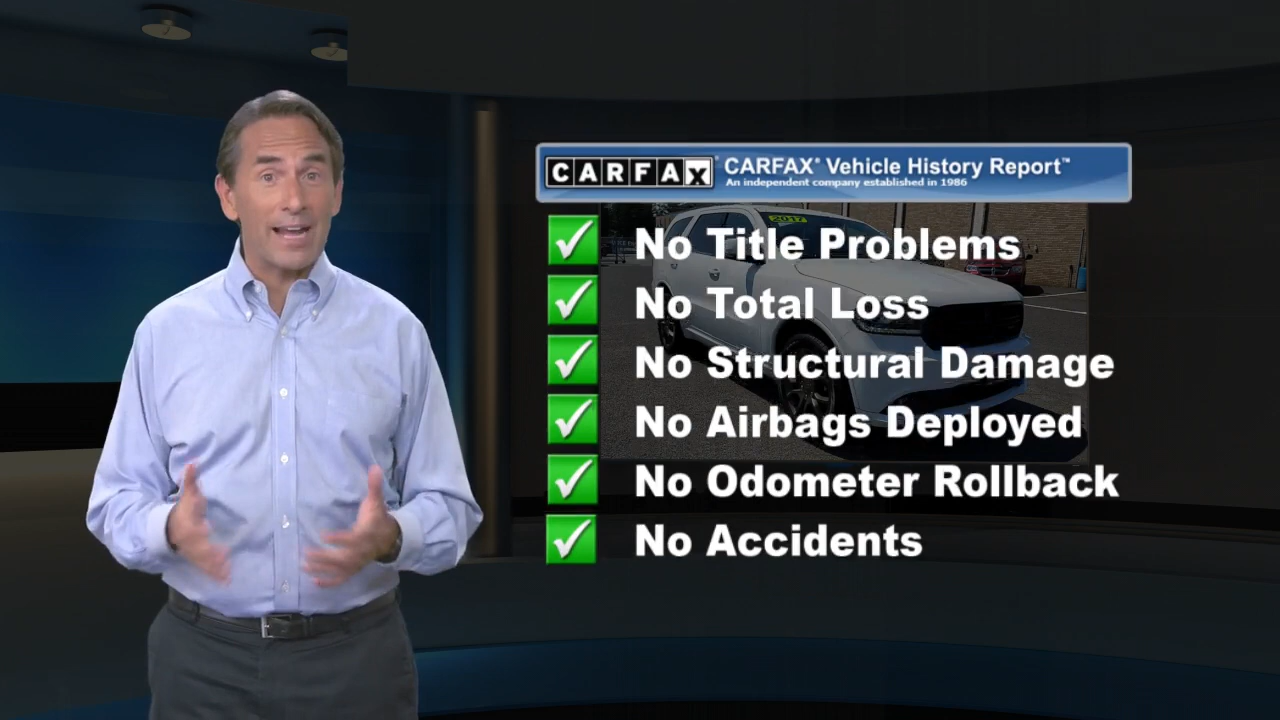 CARFAX® CARFAX® Vehicle History Report™
An independent company established in 1986
2017
No Title Problems
No Total Loss
No Structural Damage
No Airbags Deployed
No Odometer Rollback
No Accidents